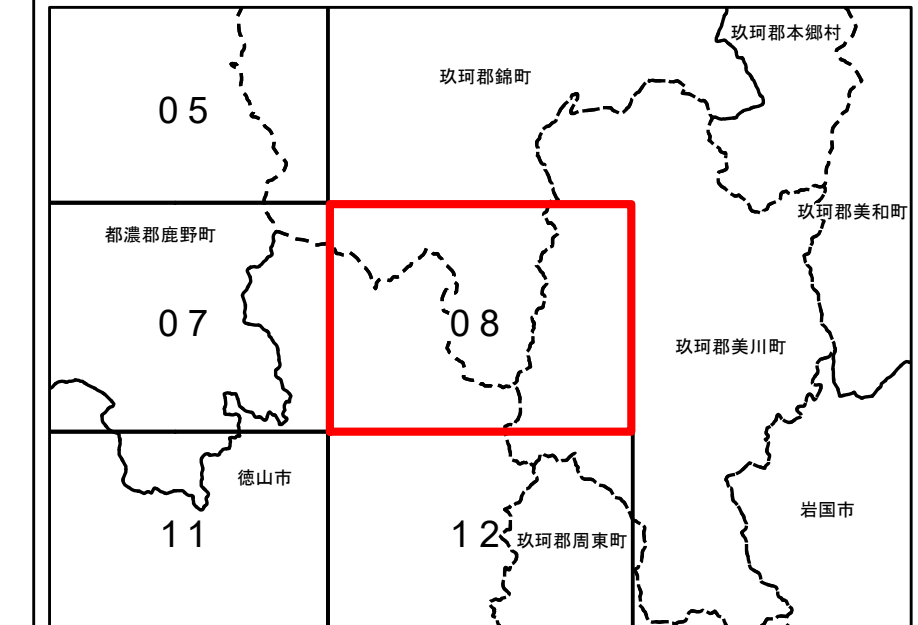 玖珂郡本郷村
玖珂郡錦町
05
玖珂郡美和町
都濃郡鹿野町
07
08
玖珂郡美川町
徳山市
岩国市
11
12
玖珂郡周東町